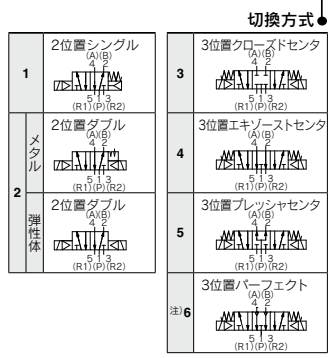 切換方式
1
2位置シングル
(A)(B)
4 2
5 1 3
(R1)(P)(R2)
2
メタル
2位置ダブル
(A)(B)
4 2
5 1 3
(R1)(P)(R2)
弾性体
2位置ダブル
(A)(B)
4 2
5 1 3
(R1)(P)(R2)
3
3位置クローズドセンタ
(A)(B)
4 2
5 1 3
(R1)(P)(R2)
4
3位置エキゾーストセンタ
(A)(B)
4 2
5 1 3
(R1)(P)(R2)
5
3位置プレッシャセンタ
(A)(B)
4 2
5 1 3
(R1)(P)(R2)
注)6
3位置パーフェクト
(A)(B)
4 2
5 1 3
(R1)(P)(R2)